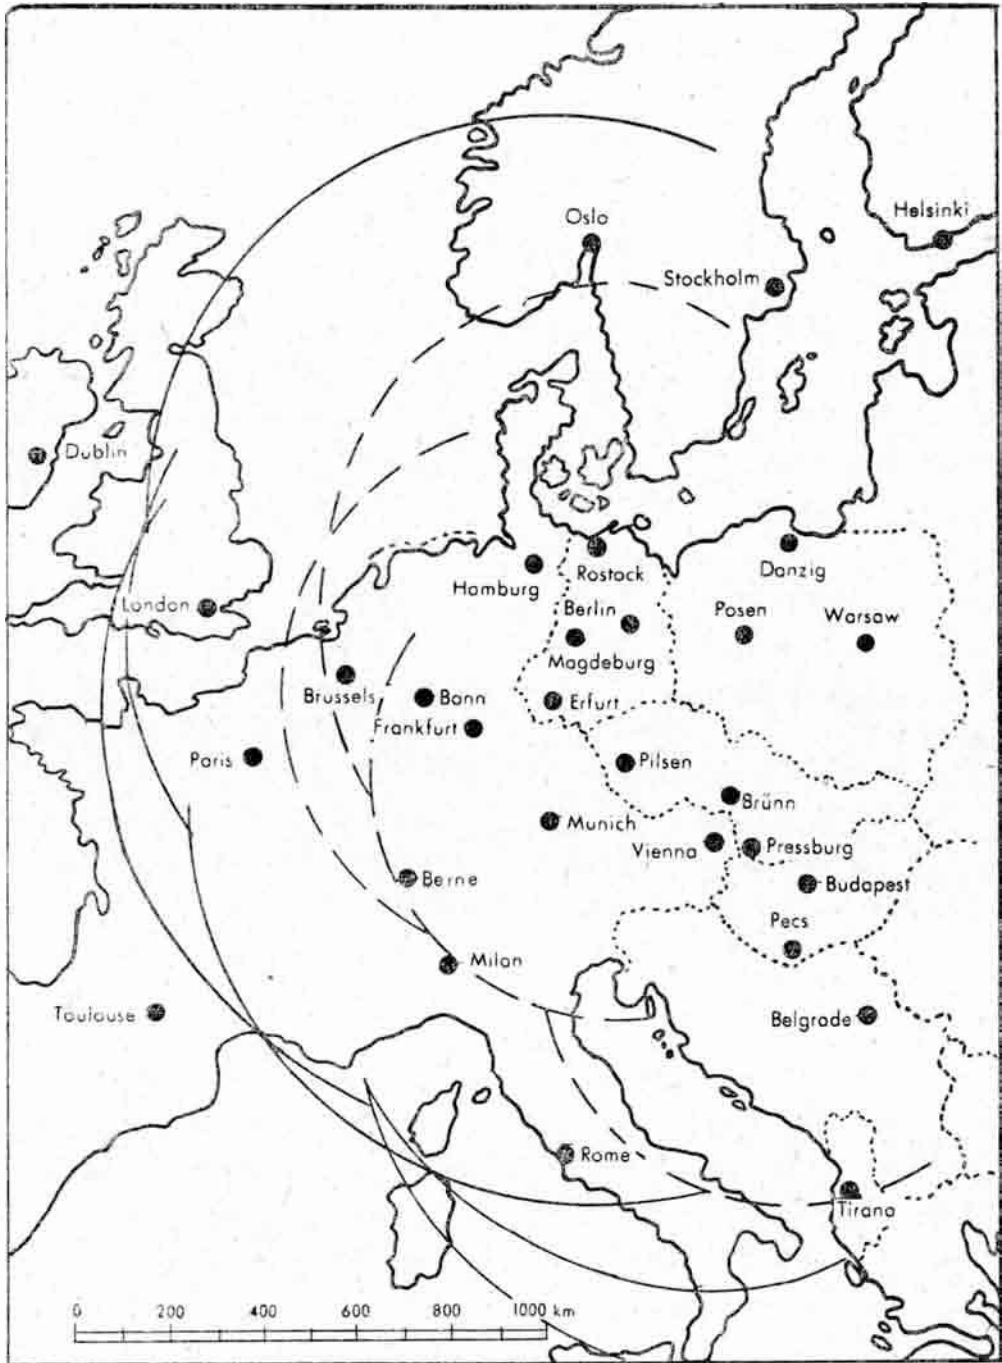 Oslo
Helsinki
Stockholm
Dublin
Hamburg
Rostock
Danzig
London
Berlin
Posen
Warsaw
Magdeburg
Brussels
Bonn
Erfurt
Frankfurt
Paris
Pilsen
Brünn
Munich
Vienna
Pressburg
Berne
Budapest
Pecs
Milan
Toulouse
Belgrade
Rome
Tirana
0 200 400 600 800 1000 km